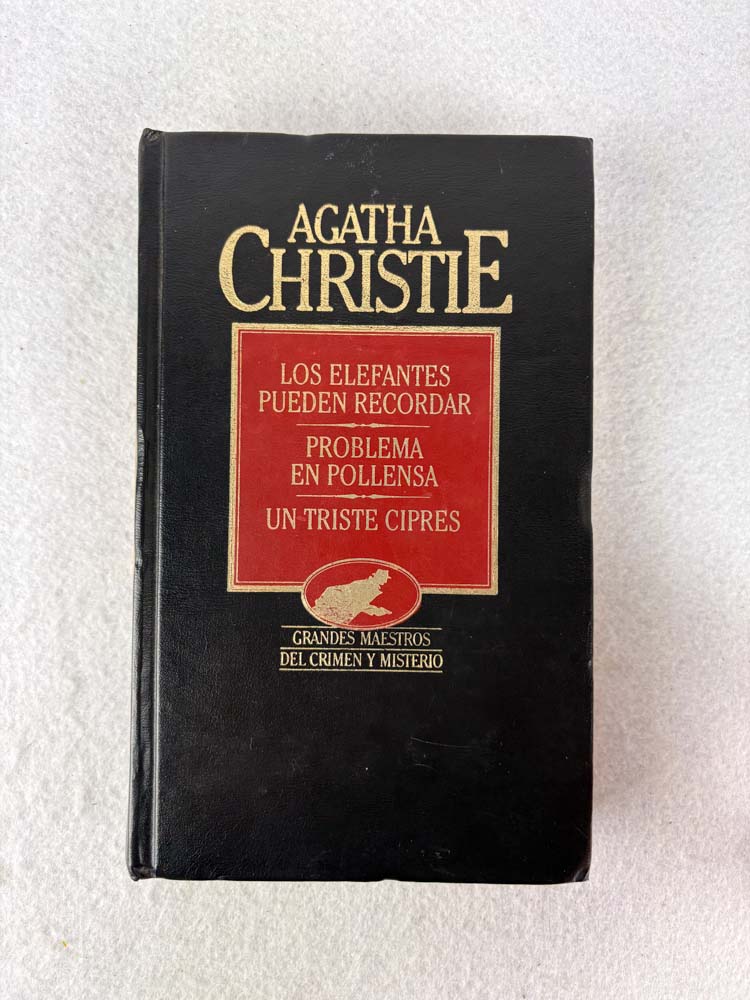 AGATHA
CHRISTIE
LOS ELEFANTES
PUEDEN RECORDAR
PROBLEMA
EN POLLENSA
UN TRISTE CIPRES
GRANDES MAESTROS
DEL CRIMEN Y MISTERIO